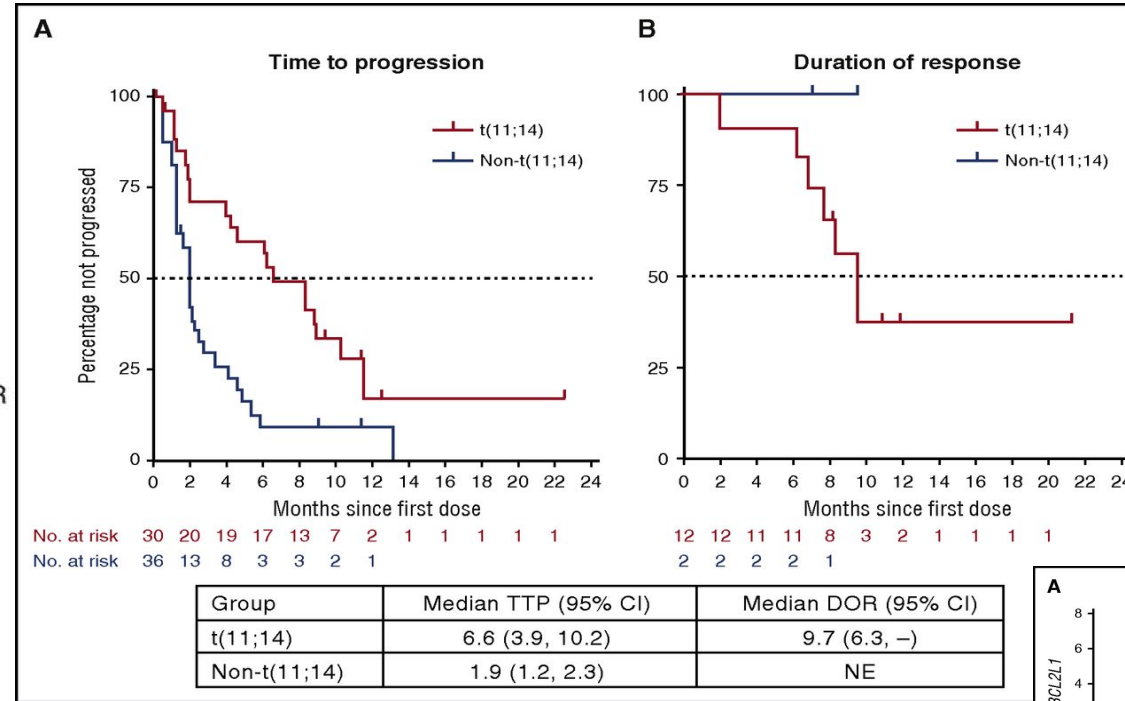 A
Time to progression
100
75
50
25
0
Percentage not progressed
t(11;14)
Non-t(11;14)
0 2 4 6 8 10 12 14 16 18 20 22 24
Months since first dose
No. at risk 30 20 19 17 13 7 2 1 1 1 1 1
No. at risk 36 13 8 3 3 2 1
B
Duration of response
100
75
50
25
0
t(11;14)
Non-t(11;14)
0 2 4 6 8 10 12 14 16 18 20 22
Months since first dose
12 12 11 11 8 3 2 1 1 1 1
2 2 2 2 1
Group Median TTP (95% CI) Median DOR (95% CI)
t(11;14) 6.6 (3.9, 10.2) 9.7 (6.3, –)
Non-t(11;14) 1.9 (1.2, 2.3) NE
A
8
6
4
BCL2L1